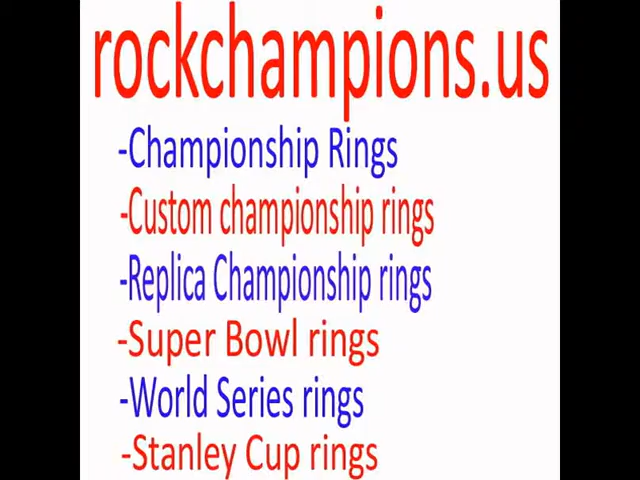 rockchampions.us
-Championship Rings
-Custom championship rings
-Replica Championship rings
-Super Bowl rings
-World Series rings
-Stanley Cup rings